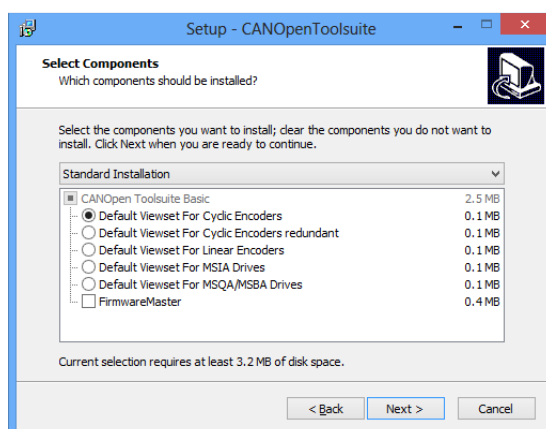 Setup - CANOpenToolsuite
Select Components
Which components should be installed?
Select the components you want to install; clear the components you do not want to
install. Click Next when you are ready to continue.
Standard Installation
CANOpen Toolsuite Basic 2.5 MB
Default Viewset For Cyclic Encoders 0.1 MB
Default Viewset For Cyclic Encoders redundant 0.1 MB
Default Viewset For Linear Encoders 0.1 MB
Default Viewset For MSIA Drives 0.1 MB
Default Viewset For MSQA/MSBA Drives 0.1 MB
FirmwareMaster 0.4 MB
Current selection requires at least 3.2 MB of disk space.
< Back Next > Cancel